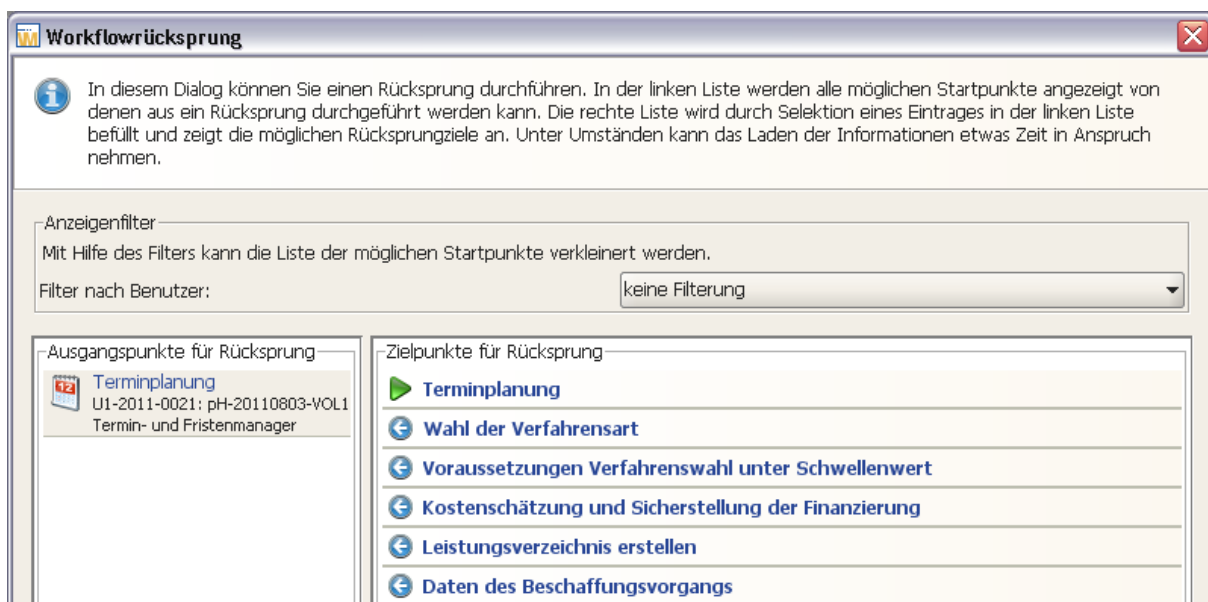 Workflowrücksprung
In diesem Dialog können Sie einen Rücksprung durchführen. In der linken Liste werden alle möglichen Startpunkte angezeigt von
denen aus ein Rücksprung durchgeführt werden kann. Die rechte Liste wird durch Selektion eines Eintrages in der linken Liste
befüllt und zeigt die möglichen Rücksprungziele an. Unter Umständen kann das Laden der Informationen etwas Zeit in Anspruch
nehmen.
Anzeigenfilter
Mit Hilfe des Filters kann die Liste der möglichen Startpunkte verkleinert werden.
Filter nach Benutzer: keine Filterung
Ausgangspunkte für Rücksprung
12
Terminplanung
U1-2011-0021: pH-20110803-VOL1
Termin- und Fristenmanager
Zielpunkte für Rücksprung
Terminplanung
Wahl der Verfahrensart
Voraussetzungen Verfahrenswahl unter Schwellenwert
Kostenschätzung und Sicherstellung der Finanzierung
Leistungsverzeichnis erstellen
Daten des Beschaffungsvorgangs